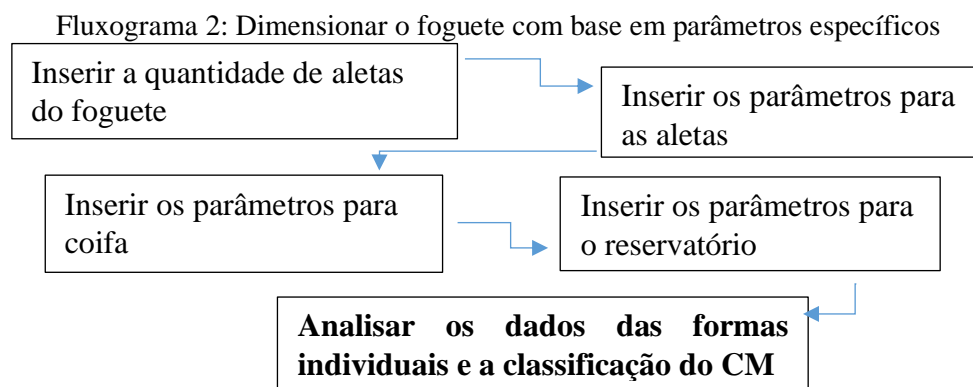 Fluxograma 2: Dimensionar o foguete com base em parâmetros específicos
Inserir a quantidade de aletas
do foguete
Inserir os parâmetros para
as aletas
Inserir os parâmetros para
coifa
Inserir os parâmetros para
o reservatório
Analisar os dados das formas
individuais e a classificação do CM